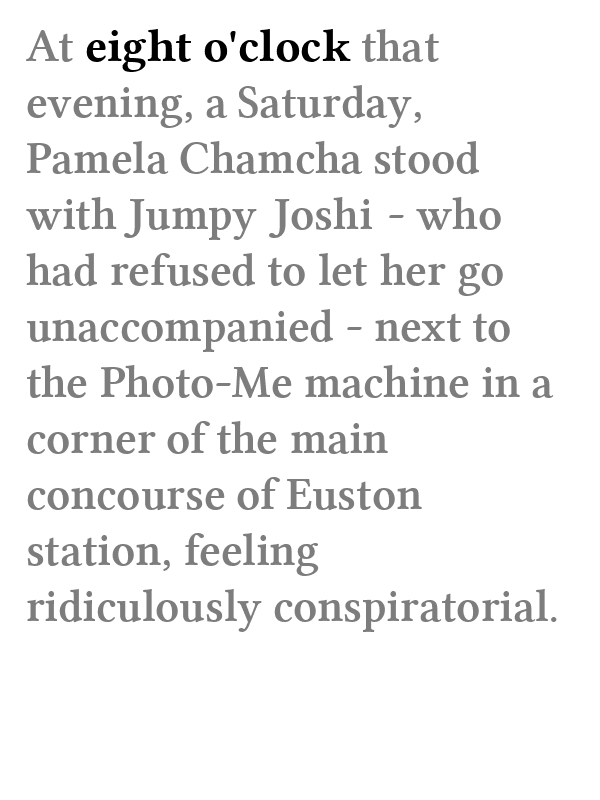 At eight o'clock that
evening, a Saturday,
Pamela Chamcha stood
with Jumpy Joshi - who
had refused to let her go
unaccompanied - next to
the Photo-Me machine in a
corner of the main
concourse of Euston
station, feeling
ridiculously conspiratorial.